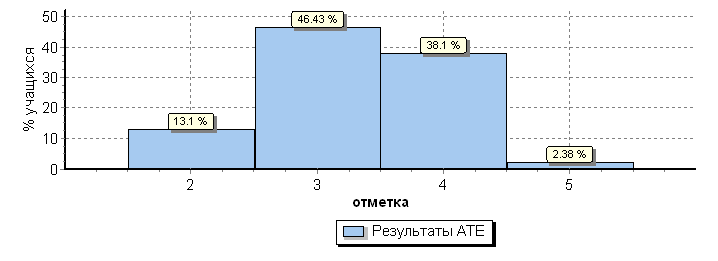 % учащихся
50
40
30
20
10
0
46.43 %
38.1 %
13.1 %
2.38 %
2 3 4 5
отметка
Результаты АТЕ